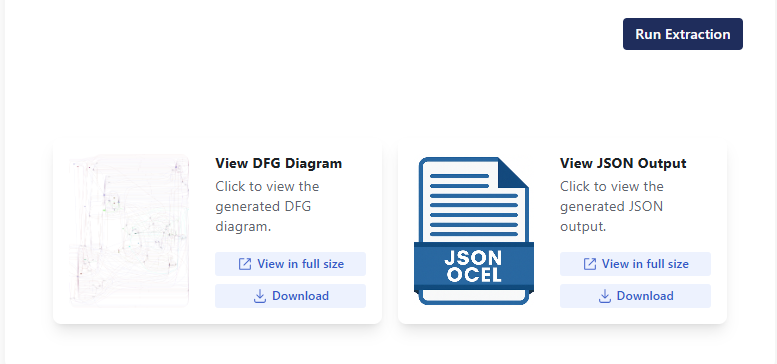 Run Extraction
View DFG Diagram
Click to view the
generated DFG
diagram.
View in full size
Download
JSON
OCEL
View JSON Output
Click to view the
generated JSON
output.
View in full size
Download